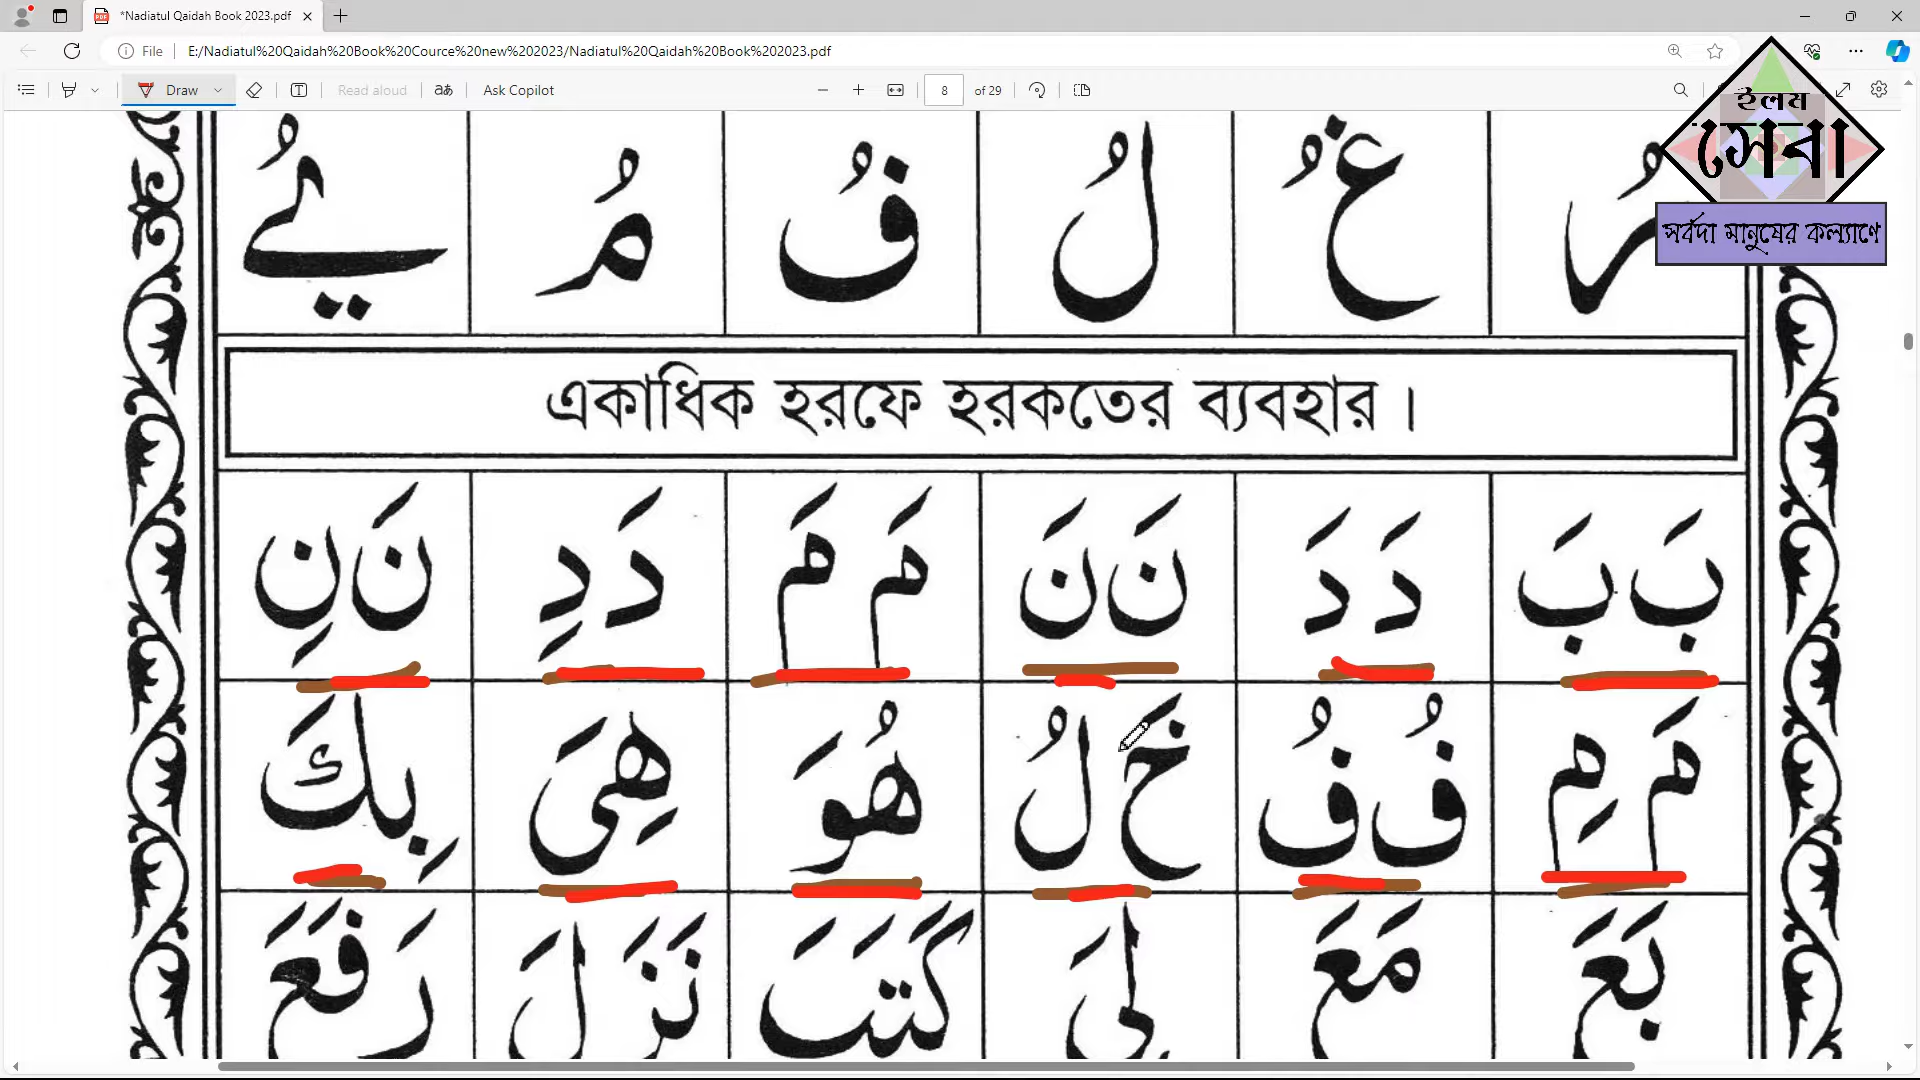 *Nadiatul Qaidah Book 2023.pdf
File E:/Nadiatul%20Qaidah%20Book%20Cource%20new%202023/Nadiatul%20Qaidah%20Book%202023.pdf
Draw Read aloud Ask Copilot 8 of 29
ইলম
সেবা
সর্বদা মানুষের কল্যাণে
رُ غُ لُ فُ مُ يُ
একাধিক হরফে হরকতের ব্যবহার ।
بَ بَ دَ دَ نَ نَ مَ مَ دَ دِ نَ نِ
مَ مِ فُ فُ خَ لُ هُوَ هِىَ بِكَ
بَعَ مَعَ لِىَ كَتَبَ نَزَلَ رَفَعَ